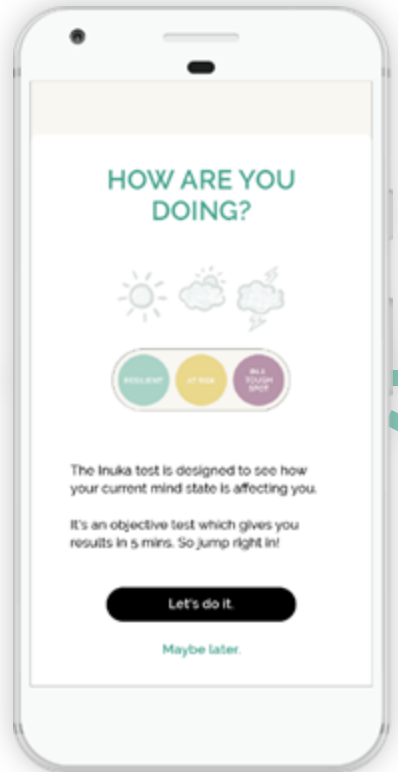 HOW ARE YOU
DOING?
RESILIENT
AT RISK
IN A
TOUGH
SPOT
The Inuka test is designed to see how
your current mind state is affecting you.
It's an objective test which gives you
results in 5 mins. So jump right in!
Let's do it.
Maybe later.